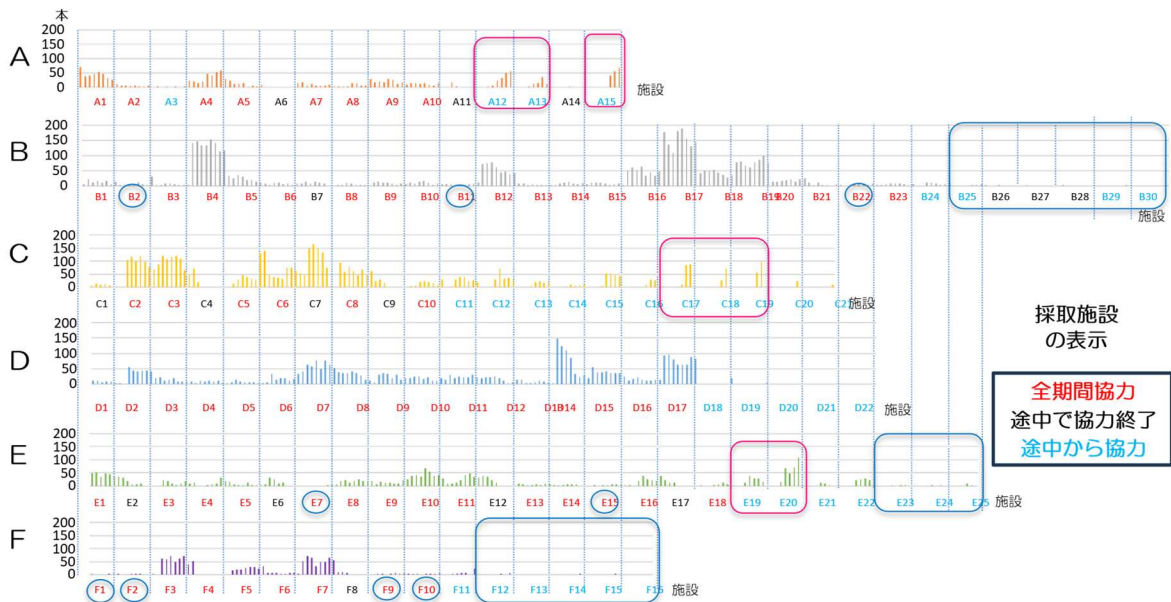 本
A
200
150
100
50
0
A1 A2 A3 A4 A5 A6 A7 A8 A9 A10 A11 A12 A13 A14 A15 施設
B
200
150
100
50
0
B1 B2 B3 B4 B5 B6 B7 B8 B9 B10 B11 B12 B13 B15 B16 B17 B18 B19 B20 B21 B22 B23 B24 B25 B26 B27 B28 B29 B30
施設
C
200
150
100
50
0
C1 C2 C3 C4 C5 C6 C7 C8 C9 C10 C11 C12 C13 C14 C15 C16 C17 C18 C19 C20 C21 施設
D
200
150
100
50
0
D1 D2 D3 D4 D5 D6 D7 D8 D9 D10 D11 D12 D13 D14 D15 D16 D17 D18 D19 D20 D21 D22 施設
E
200
150
100
50
0
E1 E2 E3 E4 E5 E6 E7 E8 E9 E10 E11 E12 E13 E14 E15 E16 E17 E18 E19 E20 E21 E22 E23 E24 E25 施設
F
200
150
100
50
0
F1 F2 F3 F4 F5 F6 F7 F8 F9 F10 F11 F12 F13 F14 F15 F16 施設
採取施設
の表示
全期間協力
途中で協力終了
途中から協力